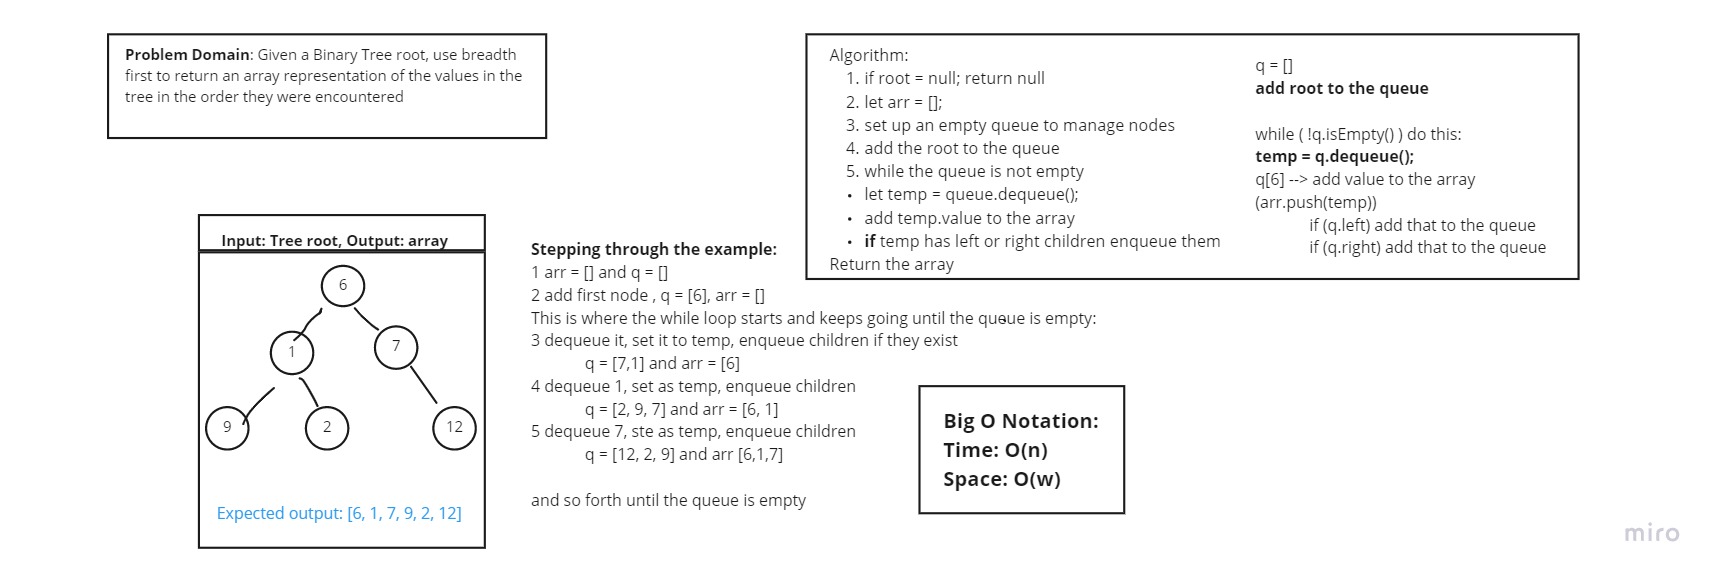 Problem Domain: Given a Binary Tree root, use breadth
first to return an array representation of the values in the
tree in the order they were encountered
Input: Tree root, Output: array
6
1
7
9
2
12
Expected output: [6, 1, 7, 9, 2, 12]
Stepping through the example:
1 arr = [] and q = []
2 add first node , q = [6], arr = []
This is where the while loop starts and keeps going until the queue is empty:
3 dequeue it, set it to temp, enqueue children if they exist
q = [7,1] and arr = [6]
4 dequeue 1, set as temp, enqueue children
q = [2, 9, 7] and arr = [6, 1]
5 dequeue 7, ste as temp, enqueue children
q = [12, 2, 9] and arr [6,1,7]
and so forth until the queue is empty
Algorithm:
1. if root = null; return null
2. let arr = [];
3. set up an empty queue to manage nodes
4. add the root to the queue
5. while the queue is not empty
• let temp = queue.dequeue();
• add temp.value to the array
• if temp has left or right children enqueue them
Return the array
q = []
add root to the queue
while ( !q.isEmpty() ) do this:
temp = q.dequeue();
q[6] --> add value to the array
(arr.push(temp))
if (q.left) add that to the queue
if (q.right) add that to the queue
Big O Notation:
Time: O(n)
Space: O(w)
miro